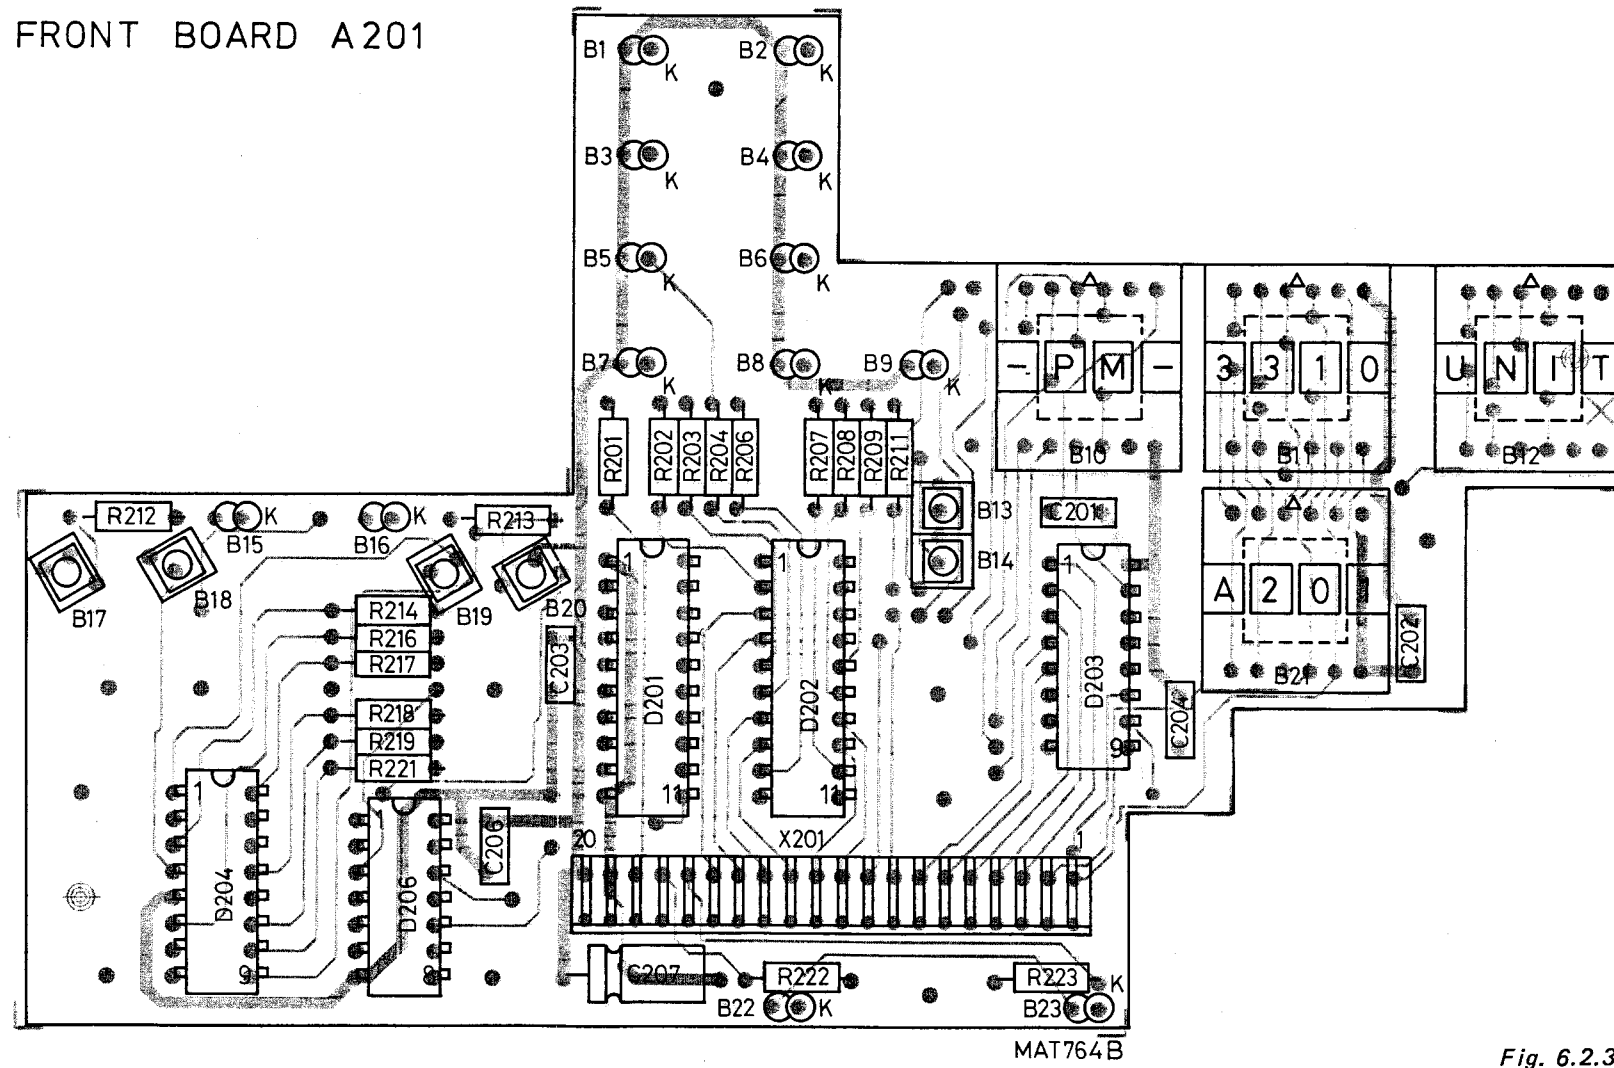 FRONT BOARD A201
B1 K B2 K
B3 K B4 K
B5 K B6 K
B7 K B8 K B9 K
- P M - 3 3 1 0 U N I T
B10 B11 B12
R201 R202 R203 R204 R206 R207 R208 R209 R211
B13
B14
R212 B15 K B16 K R213
B17 B18 B19 B20
C201
A 2 0
B21
C202
R214
R216
R217
R218
R219
R221
C203
1 D201 11
1 D202 11
1 D203 9
C204
1 D204 9
D206 8
C206
20 X201 1
C207
R222 R223 K
B22 K B23
MAT764B
Fig. 6.2.3